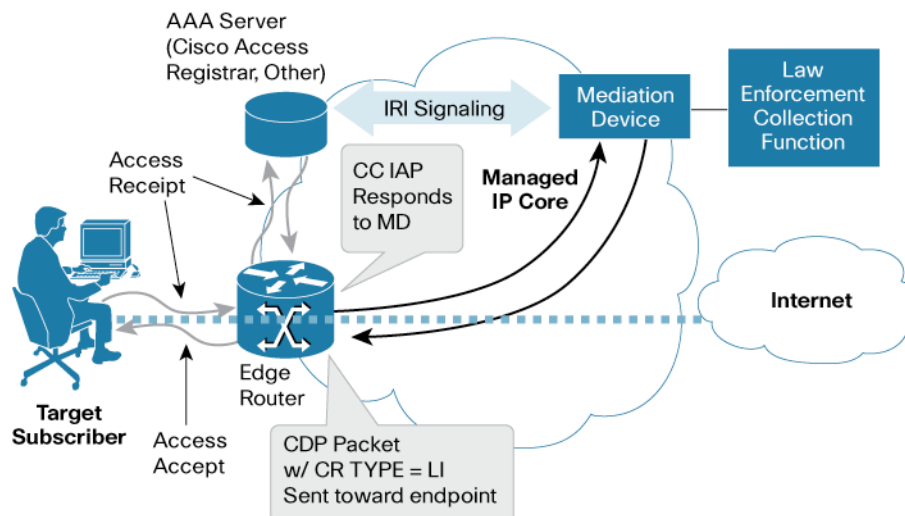 AAA Server
(Cisco Access
Registrar, Other)
IRI Signaling
Mediation
Device
Law
Enforcement
Collection
Function
Access
Receipt
CC IAP
Responds
to MD
Managed
IP Core
Internet
Edge
Router
Target
Subscriber
Access
Accept
CDP Packet
w/ CR TYPE = LI
Sent toward endpoint